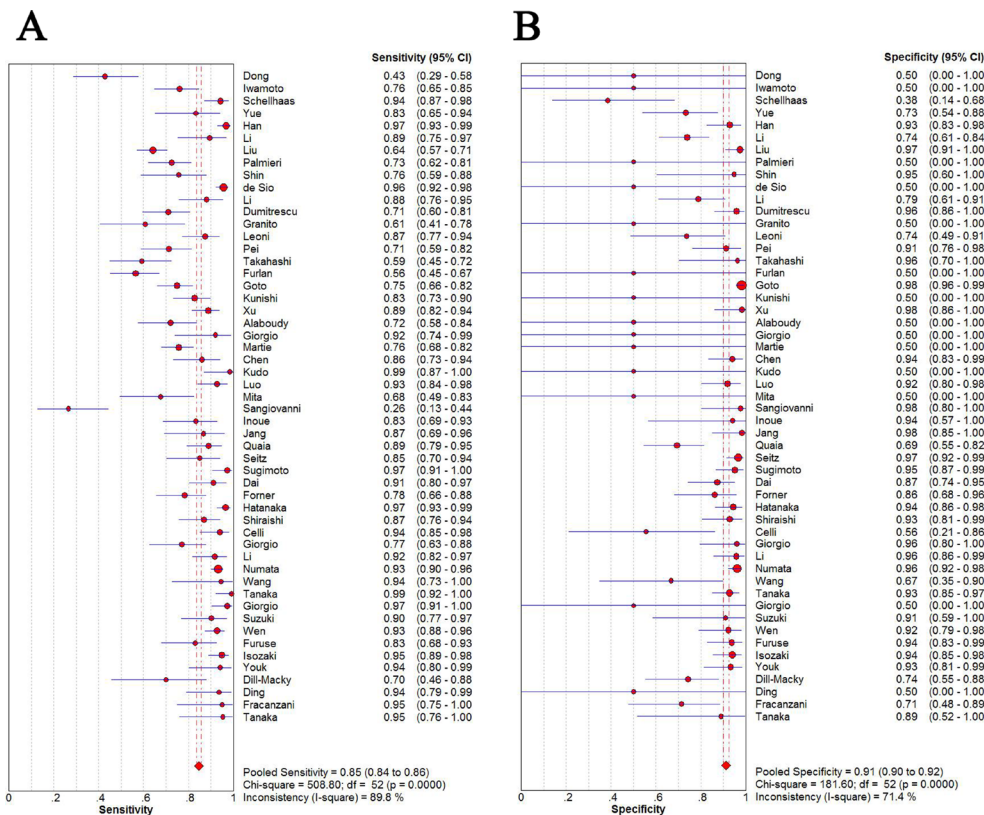 A
Sensitivity (95% CI)
Dong 0.43 (0.29 - 0.58
Iwamoto 0.76 (0.65 - 0.85
Schellhaas 0.94 (0.87 - 0.98
Yue 0.83 (0.65 - 0.94
Han 0.97 (0.93 - 0.99
Li 0.89 (0.75 - 0.97
Liu 0.64 (0.57 - 0.71
Palmieri 0.73 (0.62 - 0.81
Shin 0.76 (0.59 - 0.88
de Sio 0.96 (0.92 - 0.98
Li 0.88 (0.76 - 0.95
Dumitrescu 0.71 (0.60 - 0.81
Granito 0.61 (0.41 - 0.78
Leoni 0.87 (0.77 - 0.94
Pei 0.71 (0.59 - 0.82
Takahashi 0.59 (0.45 - 0.72
Furlan 0.56 (0.45 - 0.67
Goto 0.75 (0.66 - 0.82
Kunishi 0.83 (0.73 - 0.90
Xu 0.89 (0.82 - 0.94
Alaboudy 0.72 (0.58 - 0.84
Giorgio 0.92 (0.74 - 0.99
Martie 0.76 (0.68 - 0.82
Chen 0.86 (0.73 - 0.94
Kudo 0.99 (0.87 - 1.00
Luo 0.93 (0.84 - 0.98
Mita 0.68 (0.49 - 0.83
Sangiovanni 0.26 (0.13 - 0.44
Inoue 0.83 (0.69 - 0.93
Jang 0.87 (0.69 - 0.96
Quaia 0.89 (0.79 - 0.95
Seitz 0.85 (0.70 - 0.94
Sugimoto 0.97 (0.91 - 1.00
Dai 0.91 (0.80 - 0.97
Forner 0.78 (0.66 - 0.88
Hatanaka 0.97 (0.93 - 0.99
Shiraishi 0.87 (0.76 - 0.94
Celli 0.94 (0.85 - 0.98
Giorgio 0.77 (0.63 - 0.88
Li 0.92 (0.82 - 0.97
Numata 0.93 (0.90 - 0.96
Wang 0.94 (0.73 - 1.00
Tanaka 0.99 (0.92 - 1.00
Giorgio 0.97 (0.91 - 1.00
Suzuki 0.90 (0.77 - 0.97
Wen 0.93 (0.88 - 0.96
Furuse 0.83 (0.68 - 0.93
Isozaki 0.95 (0.89 - 0.98
Youk 0.94 (0.80 - 0.99
Dill-Macky 0.70 (0.46 - 0.88
Ding 0.94 (0.79 - 0.99
Fracanzani 0.95 (0.75 - 1.00
Tanaka 0.95 (0.76 - 1.00
Pooled Sensitivity = 0.85 (0.84 to 0.86)
Chi-square = 508.80; df = 52 (p = 0.0000)
Inconsistency (I-square) = 89.8 %
0 .2 .4 .6 .8 1
Sensitivity
B
Specificity (95% CI)
Dong 0.50 (0.00 - 1.00
Iwamoto 0.50 (0.00 - 1.00
Schellhaas 0.38 (0.14 - 0.68
Yue 0.73 (0.54 - 0.88
Han 0.93 (0.83 - 0.98
Li 0.74 (0.61 - 0.84
Liu 0.97 (0.91 - 1.00
Palmieri 0.50 (0.00 - 1.00
Shin 0.95 (0.60 - 1.00
de Sio 0.50 (0.00 - 1.00
Li 0.79 (0.61 - 0.91
Dumitrescu 0.96 (0.86 - 1.00
Granito 0.50 (0.00 - 1.00
Leoni 0.74 (0.49 - 0.91
Pei 0.91 (0.76 - 0.98
Takahashi 0.96 (0.70 - 1.00
Furlan 0.50 (0.00 - 1.00
Goto 0.98 (0.96 - 0.99
Kunishi 0.50 (0.00 - 1.00
Xu 0.98 (0.86 - 1.00
Alaboudy 0.50 (0.00 - 1.00
Giorgio 0.50 (0.00 - 1.00
Martie 0.50 (0.00 - 1.00
Chen 0.94 (0.83 - 0.99
Kudo 0.50 (0.00 - 1.00
Luo 0.92 (0.80 - 0.98
Mita 0.50 (0.00 - 1.00
Sangiovanni 0.98 (0.80 - 1.00
Inoue 0.94 (0.57 - 1.00
Jang 0.98 (0.85 - 1.00
Quaia 0.69 (0.55 - 0.82
Seitz 0.97 (0.92 - 0.99
Sugimoto 0.95 (0.87 - 0.99
Dai 0.87 (0.74 - 0.95
Forner 0.86 (0.68 - 0.96
Hatanaka 0.94 (0.86 - 0.98
Shiraishi 0.93 (0.81 - 0.99
Celli 0.56 (0.21 - 0.86
Giorgio 0.96 (0.80 - 1.00
Li 0.96 (0.86 - 0.99
Numata 0.96 (0.92 - 0.98
Wang 0.67 (0.35 - 0.90
Tanaka 0.93 (0.85 - 0.97
Giorgio 0.50 (0.00 - 1.00
Suzuki 0.91 (0.59 - 1.00
Wen 0.92 (0.79 - 0.98
Furuse 0.94 (0.83 - 0.99
Isozaki 0.94 (0.85 - 0.98
Youk 0.93 (0.81 - 0.99
Dill-Macky 0.74 (0.55 - 0.88
Ding 0.50 (0.00 - 1.00
Fracanzani 0.71 (0.48 - 0.89
Tanaka 0.89 (0.52 - 1.00
Pooled Specificity = 0.91 (0.90 to 0.92)
Chi-square = 181.60; df = 52 (p = 0.0000)
Inconsistency (I-square) = 71.4 %
0 .2 .4 .6 .8 1
Specificity